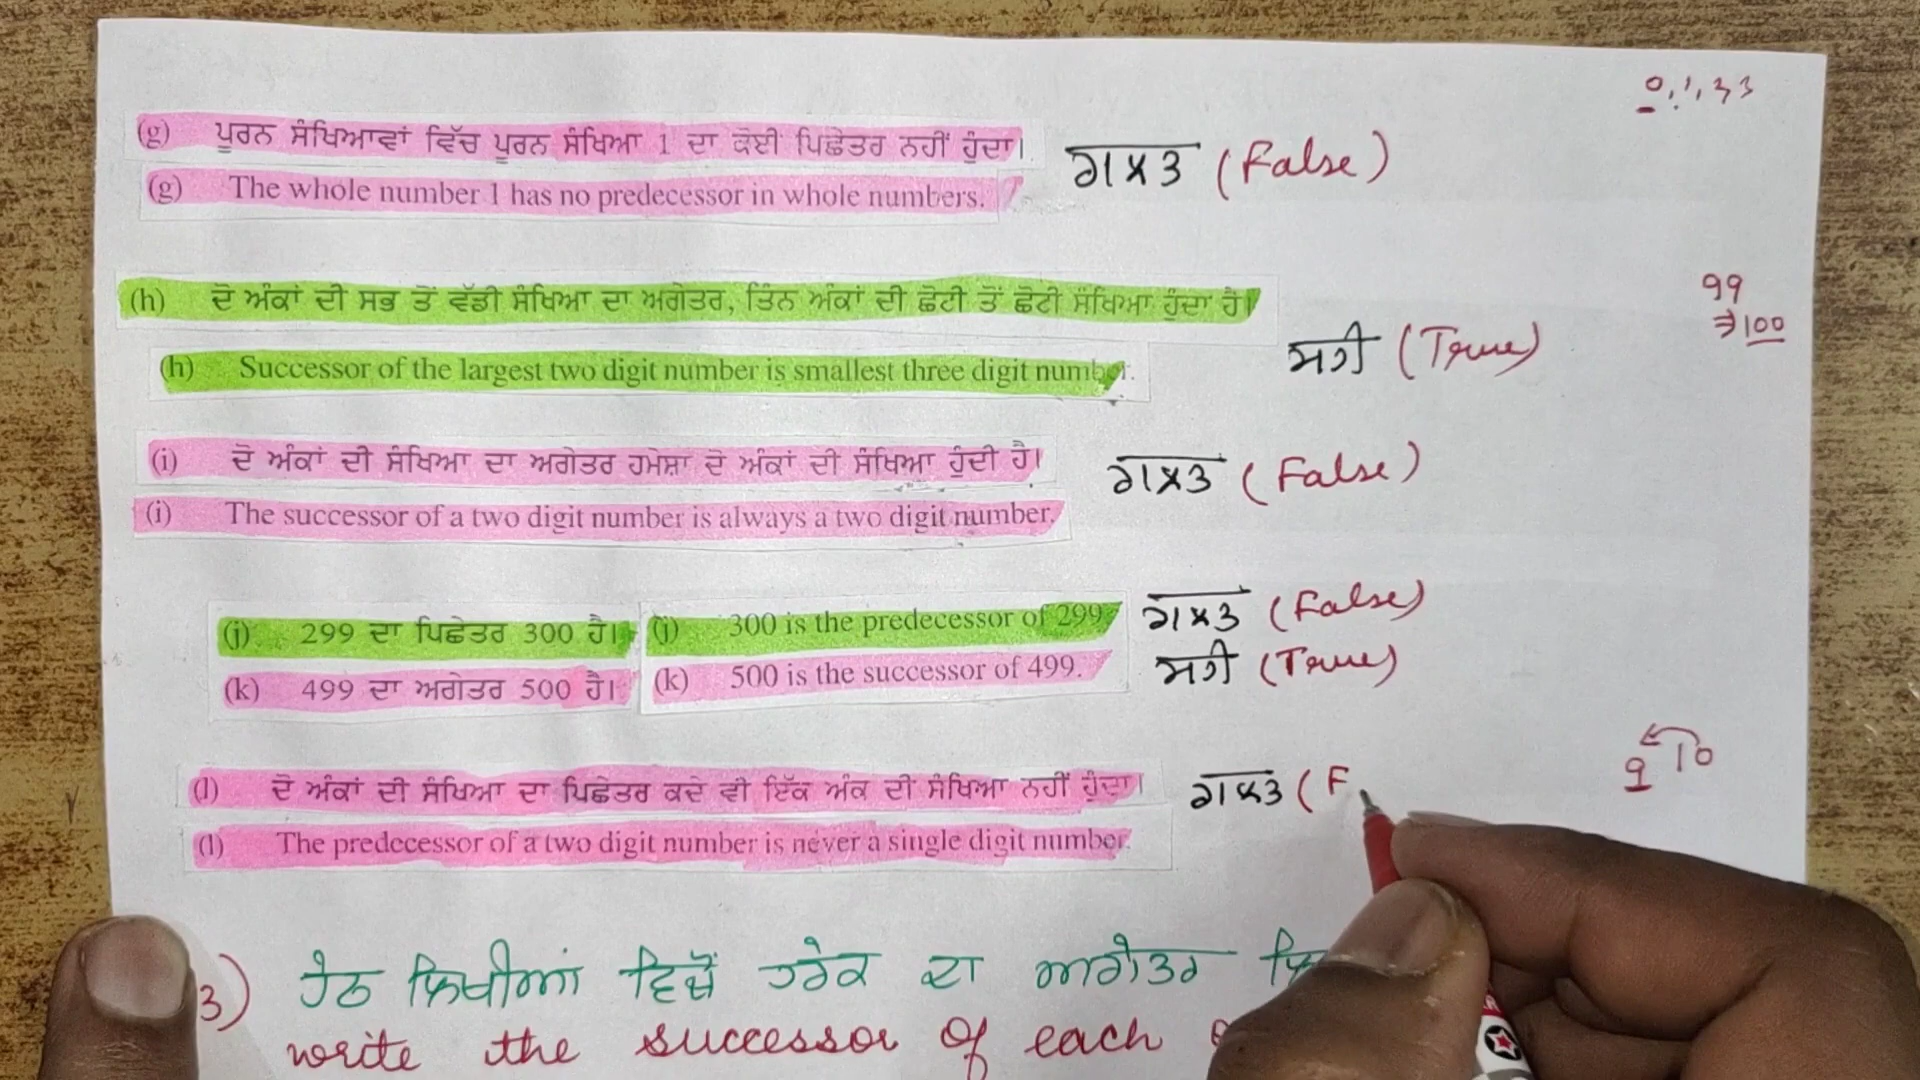 0,1,2,3
(g) ਪੂਰਨ ਸੰਖਿਆਵਾਂ ਵਿੱਚ ਪੂਰਨ ਸੰਖਿਆ 1 ਦਾ ਕੋਈ ਪਿਛੇਤਰ ਨਹੀਂ ਹੁੰਦਾ।
ਗਲਤ (False)
(g) The whole number 1 has no predecessor in whole numbers.
(h) ਦੋ ਅੰਕਾਂ ਦੀ ਸਭ ਤੋਂ ਵੱਡੀ ਸੰਖਿਆ ਦਾ ਅਗੇਤਰ, ਤਿੰਨ ਅੰਕਾਂ ਦੀ ਛੋਟੀ ਤੋਂ ਛੋਟੀ ਸੰਖਿਆ ਹੁੰਦਾ ਹੈ।
99
⇒100
ਸਹੀ (True)
(h) Successor of the largest two digit number is smallest three digit number.
(i) ਦੋ ਅੰਕਾਂ ਦੀ ਸੰਖਿਆ ਦਾ ਅਗੇਤਰ ਹਮੇਸ਼ਾ ਦੋ ਅੰਕਾਂ ਦੀ ਸੰਖਿਆ ਹੁੰਦੀ ਹੈ।
ਗਲਤ (False)
(i) The successor of a two digit number is always a two digit number.
(j) 299 ਦਾ ਪਿਛੇਤਰ 300 ਹੈ। (j) 300 is the predecessor of 299. ਗਲਤ (False)
(k) 499 ਦਾ ਅਗੇਤਰ 500 ਹੈ। (k) 500 is the successor of 499. ਸਹੀ (True)
(l) ਦੋ ਅੰਕਾਂ ਦੀ ਸੰਖਿਆ ਦਾ ਪਿਛੇਤਰ ਕਦੇ ਵੀ ਇੱਕ ਅੰਕ ਦੀ ਸੰਖਿਆ ਨਹੀਂ ਹੁੰਦਾ। ਗਲਤ (F
9 10
(l) The predecessor of a two digit number is never a single digit number.
3) ਹੇਠ ਲਿਖੀਆਂ ਵਿਚੋਂ ਹਰੇਕ ਦਾ ਅਗੇਤਰ
write the successor of each